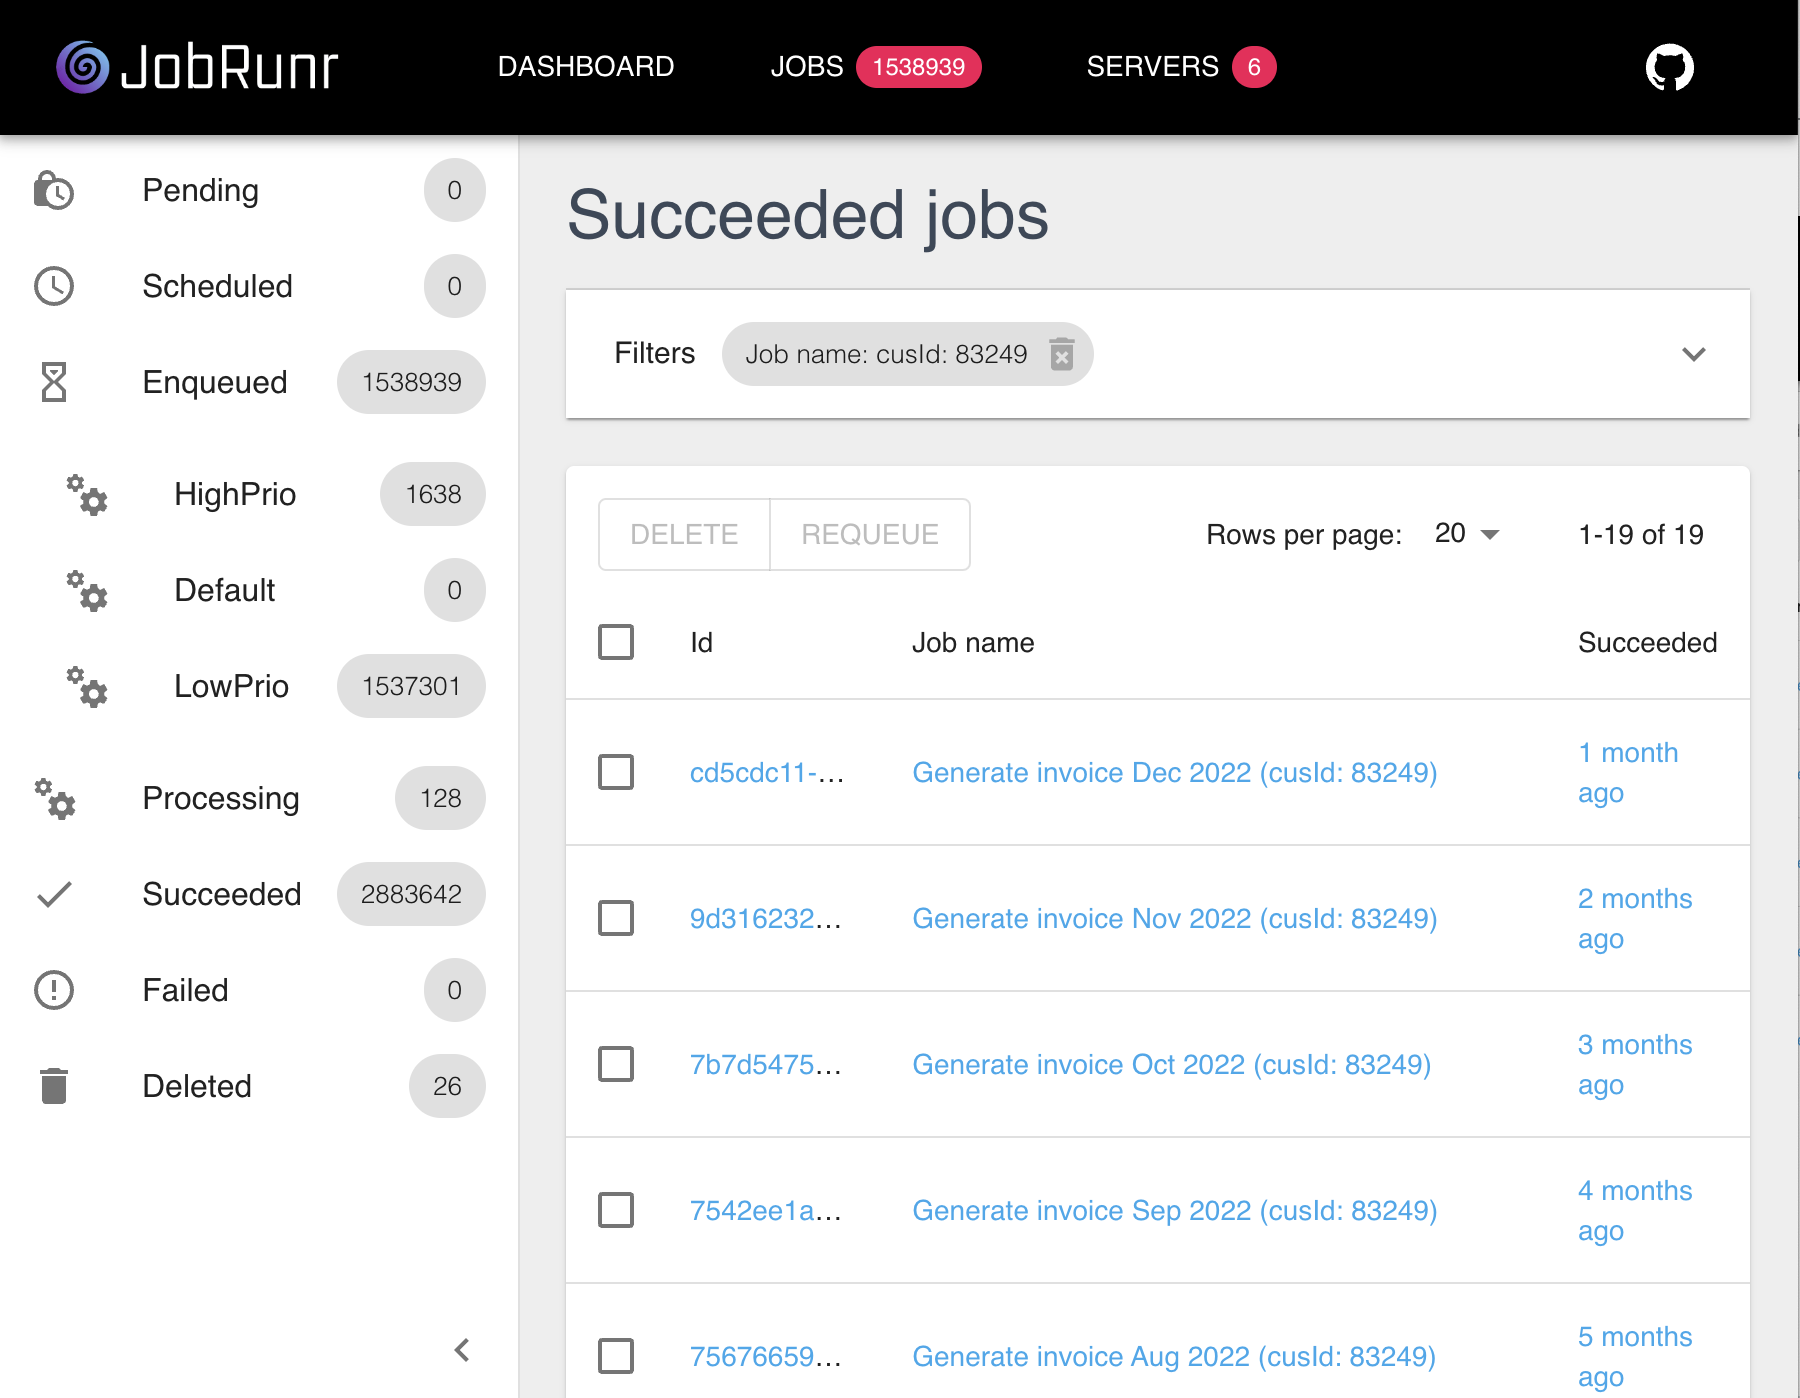 JobRunr
DASHBOARD
JOBS 1538939
SERVERS 6
Pending 0
Scheduled 0
Enqueued 1538939
HighPrio 1638
Default 0
LowPrio 1537301
Processing 128
Succeeded 2883642
Failed 0
Deleted 26
Succeeded jobs
Filters Job name: cusId: 83249
DELETE REQUEUE Rows per page: 20 1-19 of 19
Id Job name Succeeded
cd5cdc11-... Generate invoice Dec 2022 (cusId: 83249) 1 month
ago
9d316232... Generate invoice Nov 2022 (cusId: 83249) 2 months
ago
7b7d5475... Generate invoice Oct 2022 (cusId: 83249) 3 months
ago
7542ee1a... Generate invoice Sep 2022 (cusId: 83249) 4 months
ago
75676659... Generate invoice Aug 2022 (cusId: 83249) 5 months
ago